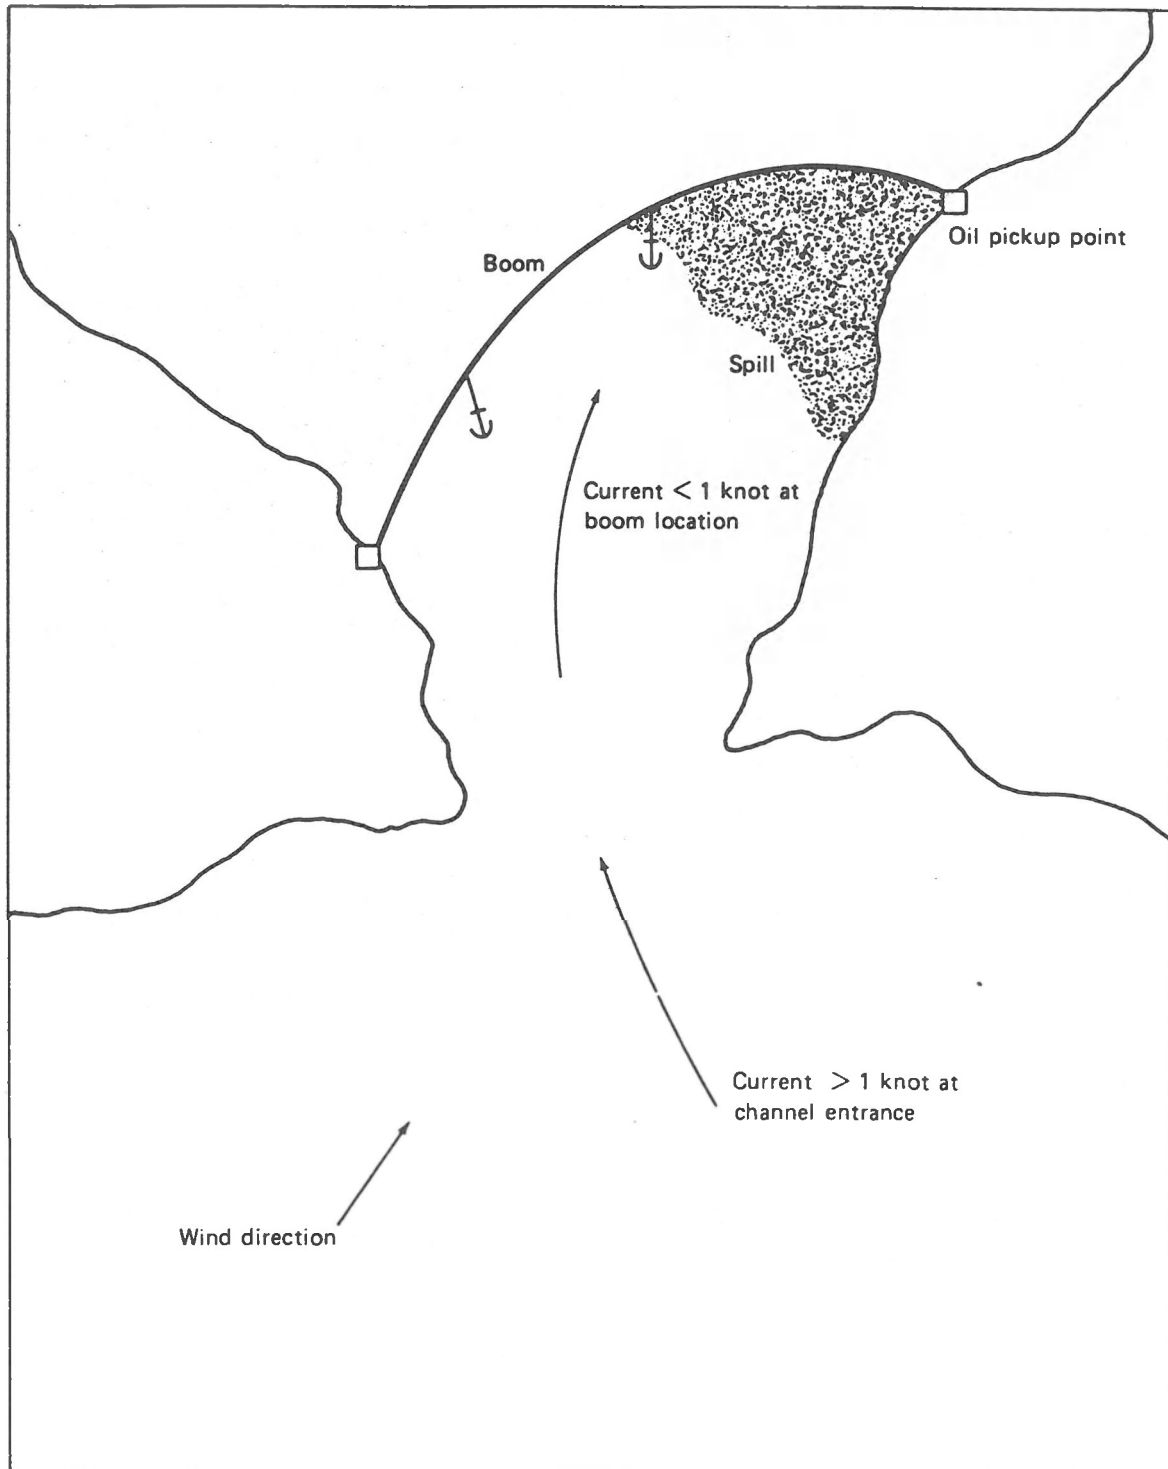 Oil pickup point
Boom
Spill
Current < 1 knot at
boom location
Current > 1 knot at
channel entrance
Wind direction